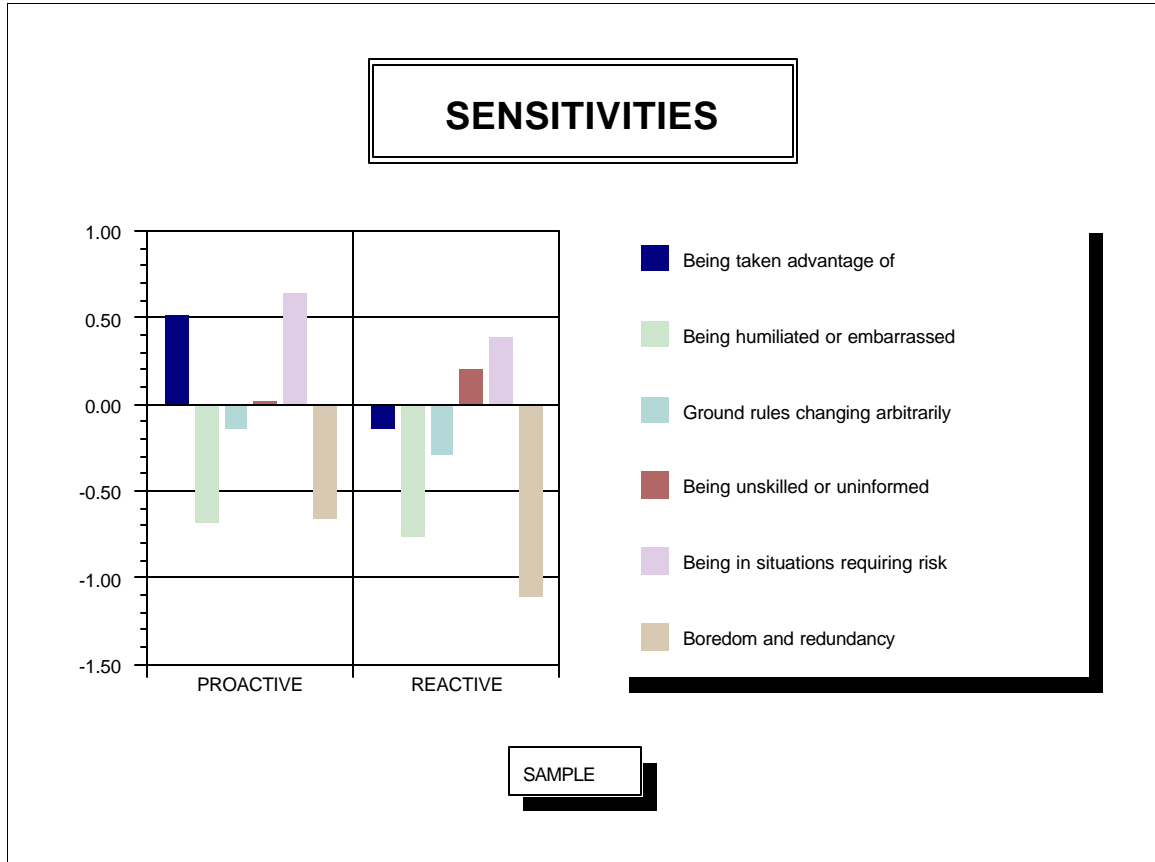 SENSITIVITIES
1.00
0.50
0.00
-0.50
-1.00
-1.50
PROACTIVE
REACTIVE
Being taken advantage of
Being humiliated or embarrassed
Ground rules changing arbitrarily
Being unskilled or uninformed
Being in situations requiring risk
Boredom and redundancy
SAMPLE